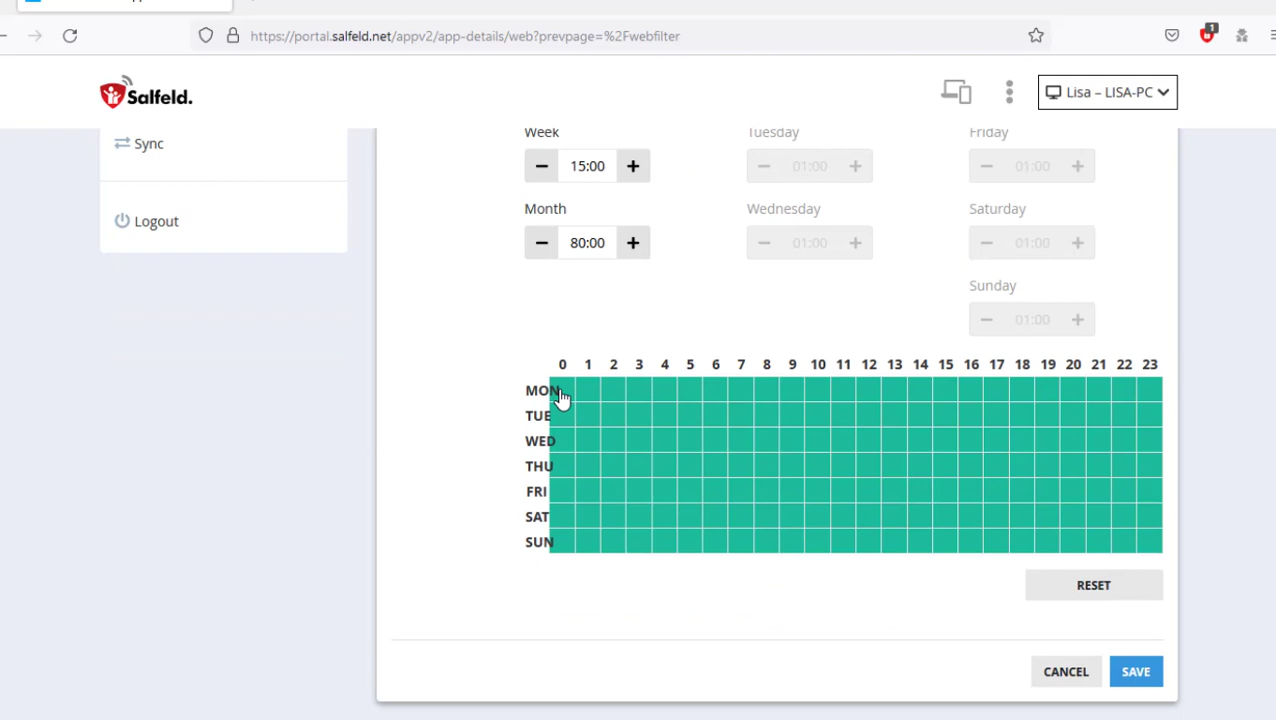 https://portal.salfeld.net/appv2/app-details/web?prevpage=%2Fwebfilter
1
Salfeld.
Lisa – LISA-PC
Sync
Logout
Week Tuesday Friday
− 15:00 + − 01:00 + − 01:00 +
Month Wednesday Saturday
− 80:00 + − 01:00 + − 01:00 +
Sunday
− 01:00 +
0 1 2 3 4 5 6 7 8 9 10 11 12 13 14 15 16 17 18 19 20 21 22 23
MON
TUE
WED
THU
FRI
SAT
SUN
RESET
CANCEL SAVE